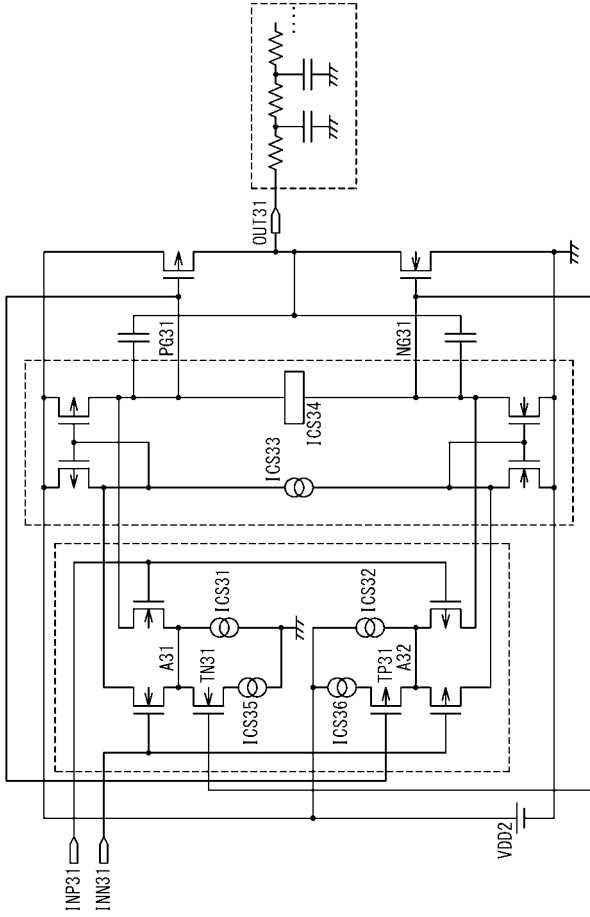 OUT31
PG31
NG31
ICS34
ICS33
ICS31
ICS32
A31
TN31
TP31
A32
ICS35
ICS36
VDD2
INP31
INN31